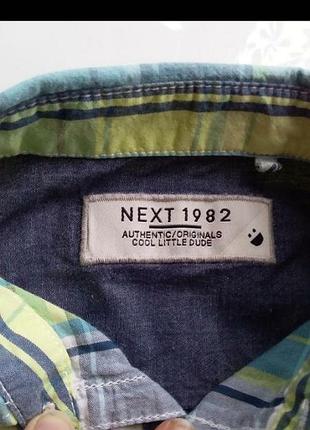 NEXT 1982
AUTHENTIC/ORIGINALS
COOL LITTLE DUDE